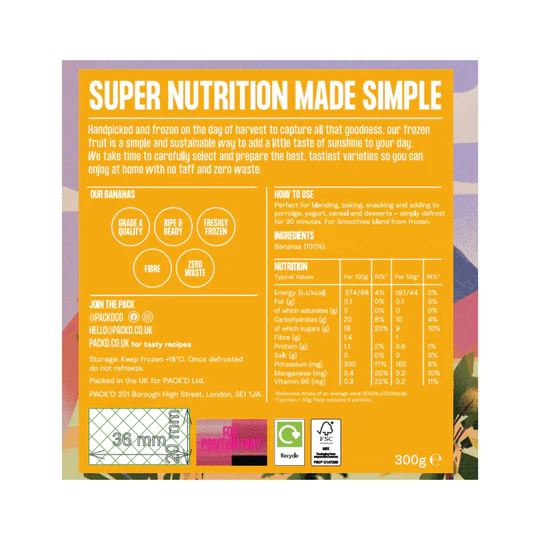 SUPER NUTRITION MADE SIMPLE
Handpicked and frozen on the day of harvest to capture all that goodness, our frozen
fruit is a simple and sustainable way to add a little taste of sunshine to your day.
We take time to carefully select and prepare the best, tastiest varieties so you can
enjoy at home with no faff and zero waste.
OUR BANANAS
GRADE A
QUALITY
RIPE &
READY
FRESHLY
FROZEN
FIBRE
ZERO
WASTE
JOIN THE PACK
@PACKDCO
HELLO@PACKD.CO.UK
PACKD.CO.UK for tasty recipes
Storage: Keep frozen -18°C. Once defrosted
do not refreeze.
Packed in the UK for PACK'D Ltd.
PACK'D 201 Borough High Street, London, SE1 1JA.
HOW TO USE
Perfect for blending, baking, snacking and adding to
porridge, yogurt, cereal and desserts – simply defrost
for 30 minutes. For Smoothies blend from frozen.
INGREDIENTS
Bananas (100%).
NUTRITION
Typical Values Per 100g RI%* Per 50g^ RI%*
Energy (kJ/kcal) 374/88 4% 187/44 2%
Fat (g) 0.1 0% 0.1 0%
of which saturates (g) 0 0% 0 0%
Carbohydrates (g) 20 8% 10 4%
of which sugars (g) 18 20% 9 10%
Fibre (g) 1.4 1
Protein (g) 1.1 2% 0.6 1%
Salt (g) 0 0% 0 0%
Potassium (mg) 330 17% 165 8%
Manganese (mg) 0.4 20% 0.2 10%
Vitamin B6 (mg) 0.3 22% 0.2 11%
*Reference intake of an average adult (8400kJ/2000kcal).
^1 portion = 50g. Pack contains 6 portions.
36 mm
20 mm
FOR
POSITION ONLY
Recycle
FSC
MIX
300g ℮